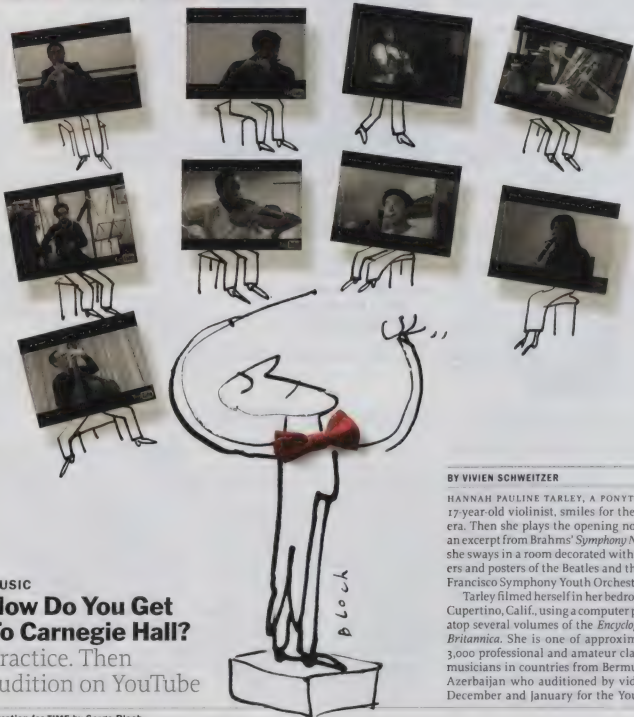 USIC
How Do You Get
To Carnegie Hall?
ractice. Then
udition on YouTube
Bloch
BY VIVIEN SCHWEITZER
HANNAH PAULINE TARLEY, A PONYT
17-year-old violinist, smiles for the
era. Then she plays the opening no
an excerpt from Brahms' Symphony N
she sways in a room decorated with
ers and posters of the Beatles and th
Francisco Symphony Youth Orchest
Tarley filmed herself in her bedro
Cupertino, Calif., using a computer p
atop several volumes of the Encyclo
Britannica. She is one of approxim
3,000 professional and amateur cla
musicians in countries from Bermu
Azerbaijan who auditioned by vid
December and January for the You